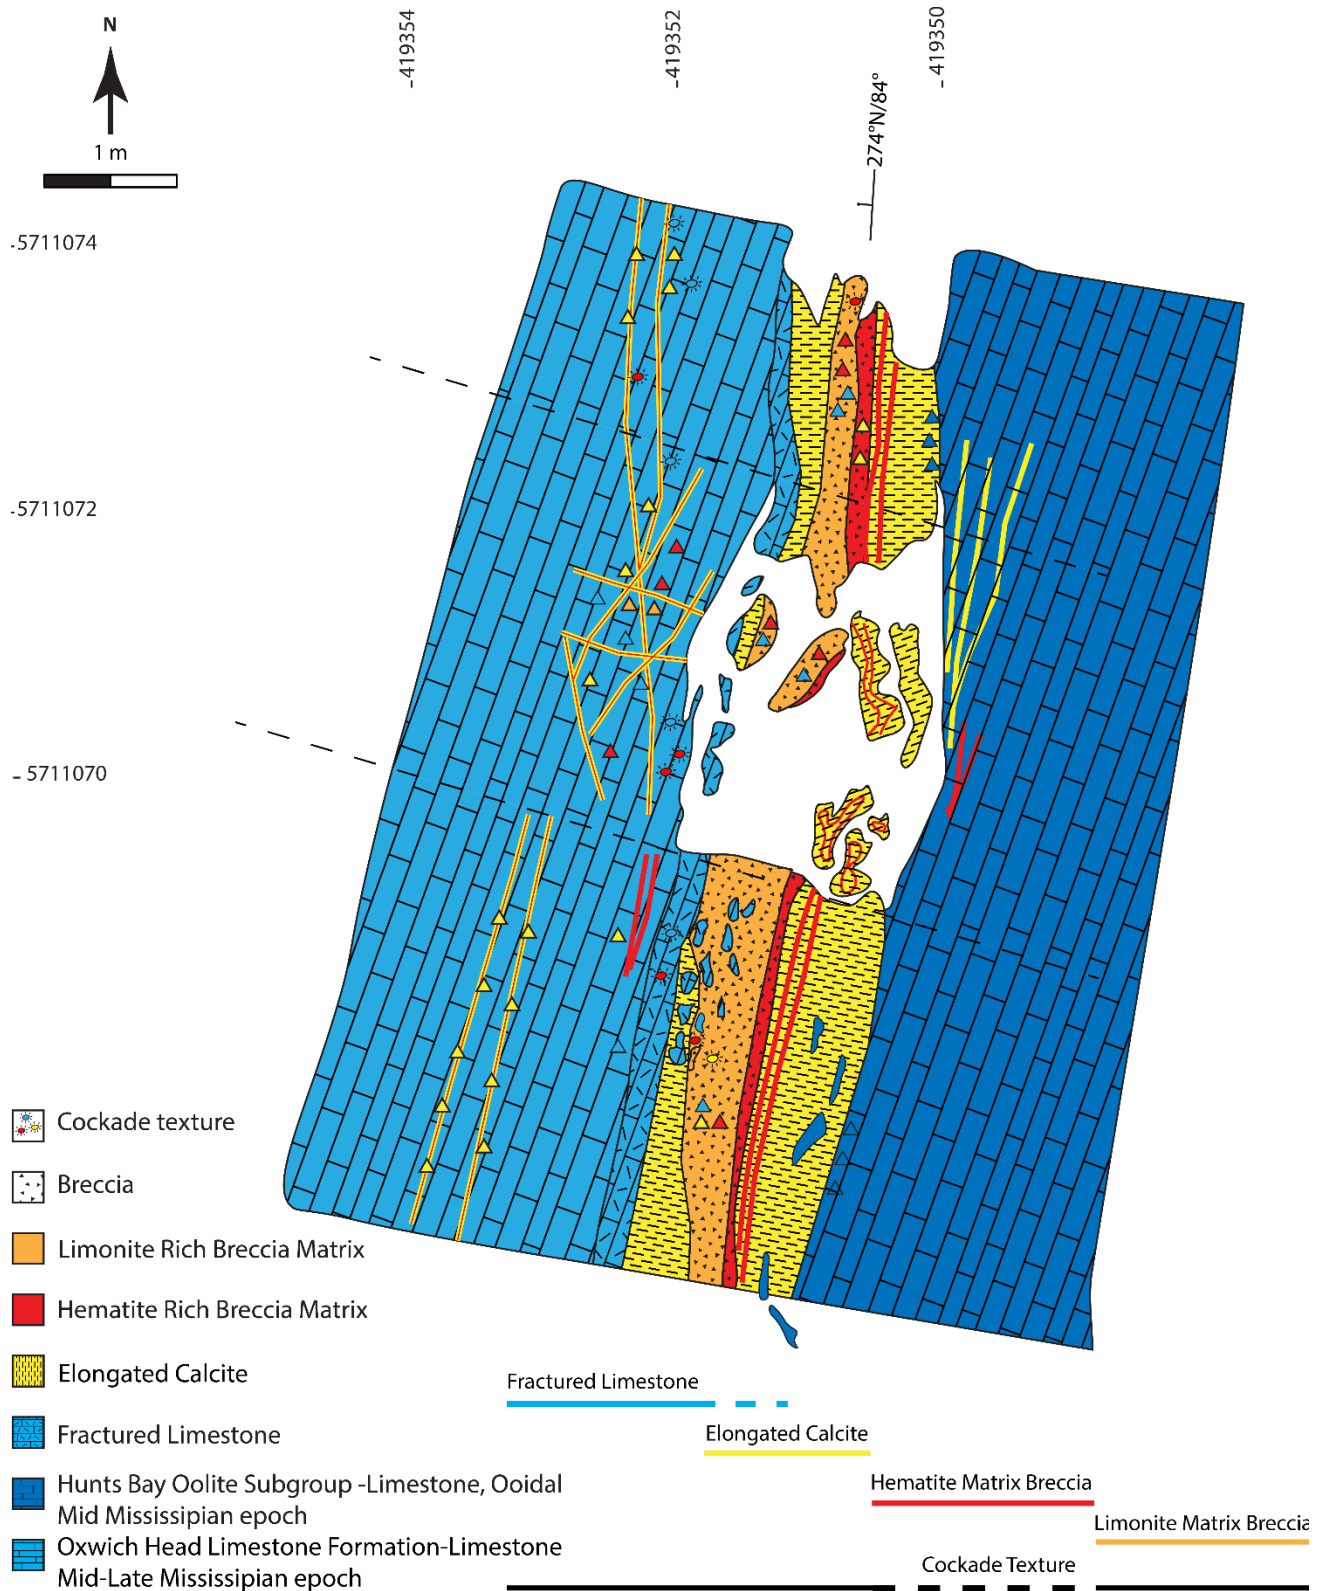 N
1 m
-419354
-419352
-419350
274°N/84°
-5711074
-5711072
- 5711070
Cockade texture
Breccia
Limonite Rich Breccia Matrix
Hematite Rich Breccia Matrix
Elongated Calcite
Fractured Limestone
Hunts Bay Oolite Subgroup -Limestone, Ooidal
Mid Mississipian epoch
Oxwich Head Limestone Formation-Limestone
Mid-Late Mississipian epoch
Fractured Limestone
Elongated Calcite
Hematite Matrix Breccia
Limonite Matrix Breccia
Cockade Texture